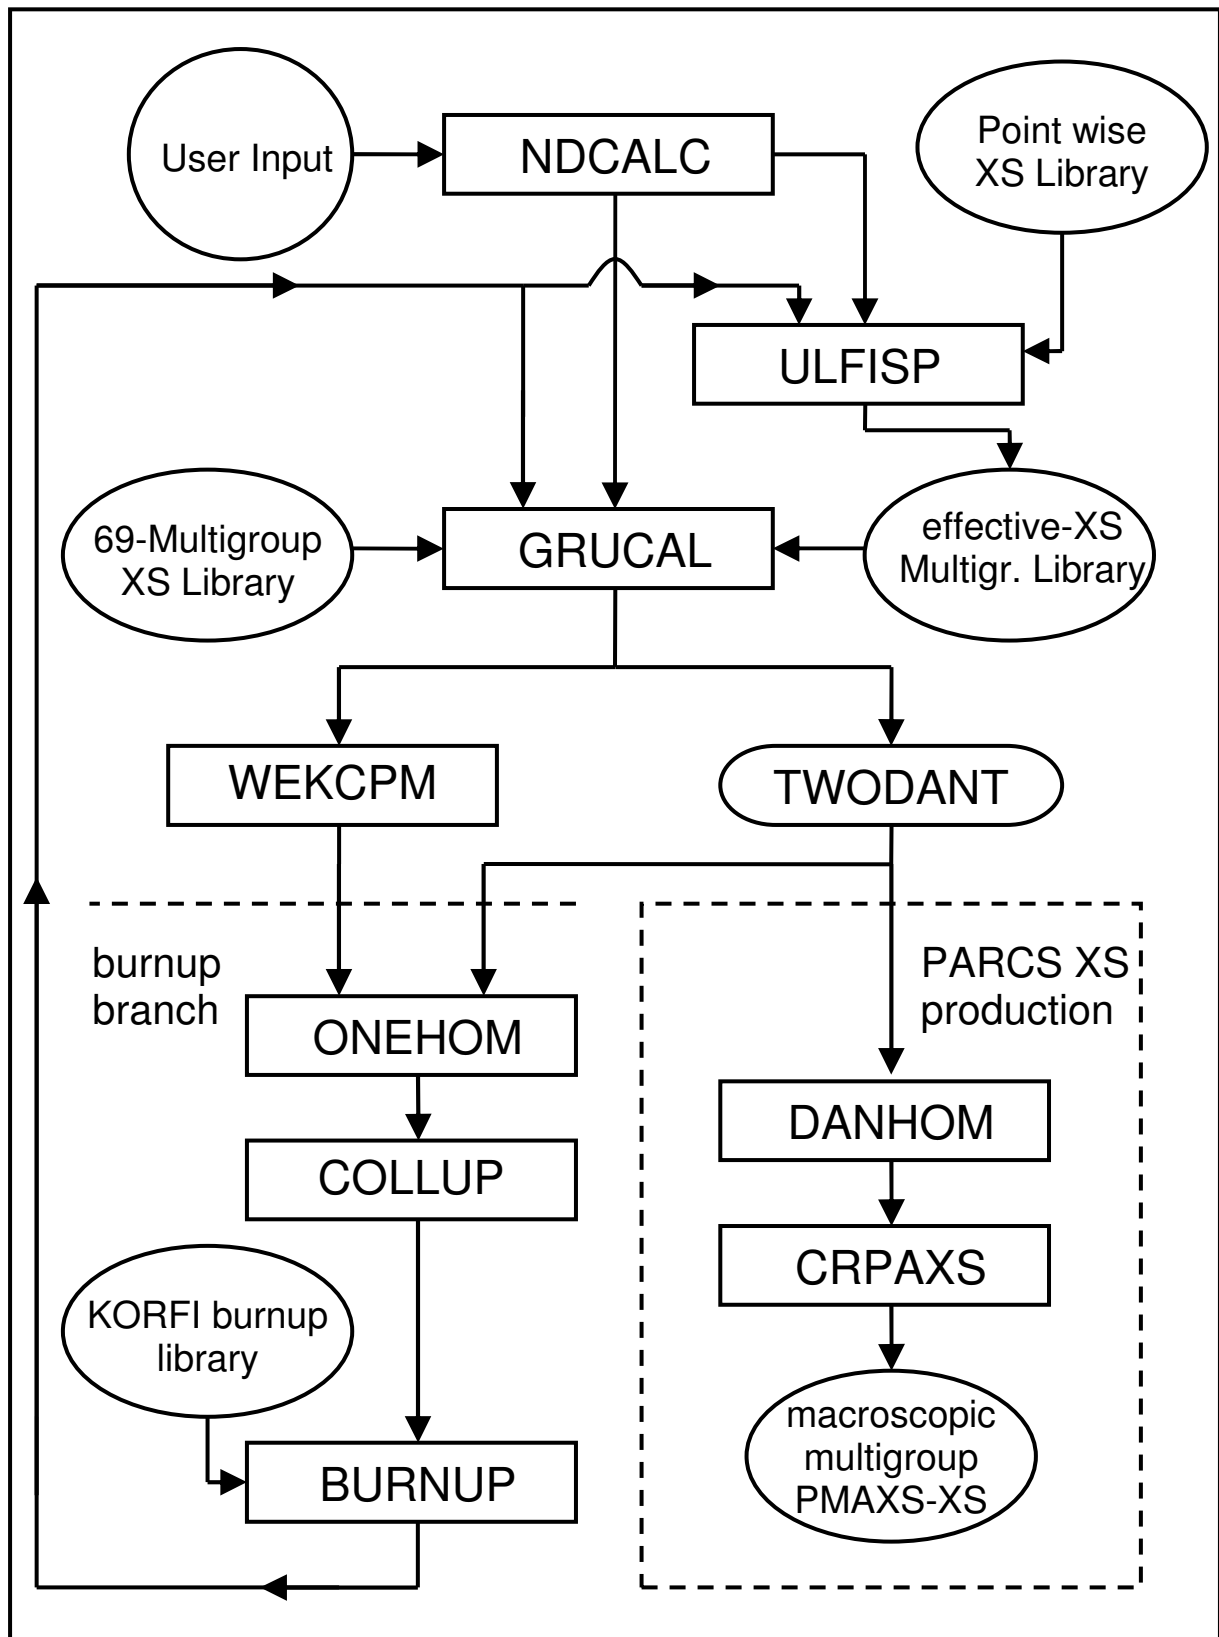 User Input
NDCALC
Point wise
XS Library
ULFISP
69-Multigroup
XS Library
GRUCAL
effective-XS
Multigr. Library
WEKCPM
TWODANT
burnup
branch
PARCS XS
production
ONEHOM
DANHOM
COLLUP
CRPAXS
KORFI burnup
library
macroscopic
multigroup
PMAXS-XS
BURNUP